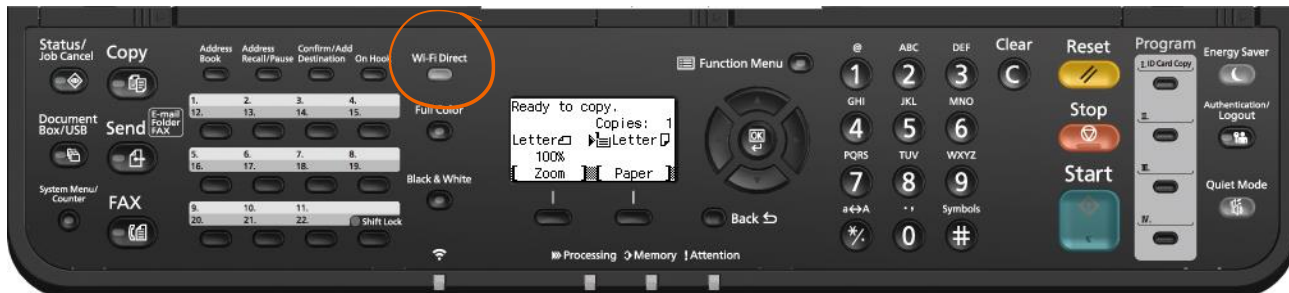 Status/
Job Cancel
Copy
Address
Book
Address
Recall/Pause
Confirm/Add
Destination
On Hook
Wi-Fi Direct
Document
Box/USB
Send
E-mail
Folder
FAX
1. 2. 3. 4.
12. 13. 14. 15.
Full Color
5. 6. 7. 8.
16. 17. 18. 19.
Black & White
System Menu/
Counter
FAX
9. 10. 11.
20. 21. 22. Shift Lock
Ready to copy.
Copies: 1
Letter Letter
100%
[ Zoom ] [ Paper ]
Function Menu
OK
Back
Processing Memory ! Attention
@ ABC DEF
1 2 3
GHI JKL MNO
4 5 6
PQRS TUV WXYZ
7 8 9
a↔A Symbols
*/. 0 #
Clear
C
Reset
Stop
Start
Program
I. ID Card Copy
II.
III.
IV.
Energy Saver
Authentication/
Logout
Quiet Mode